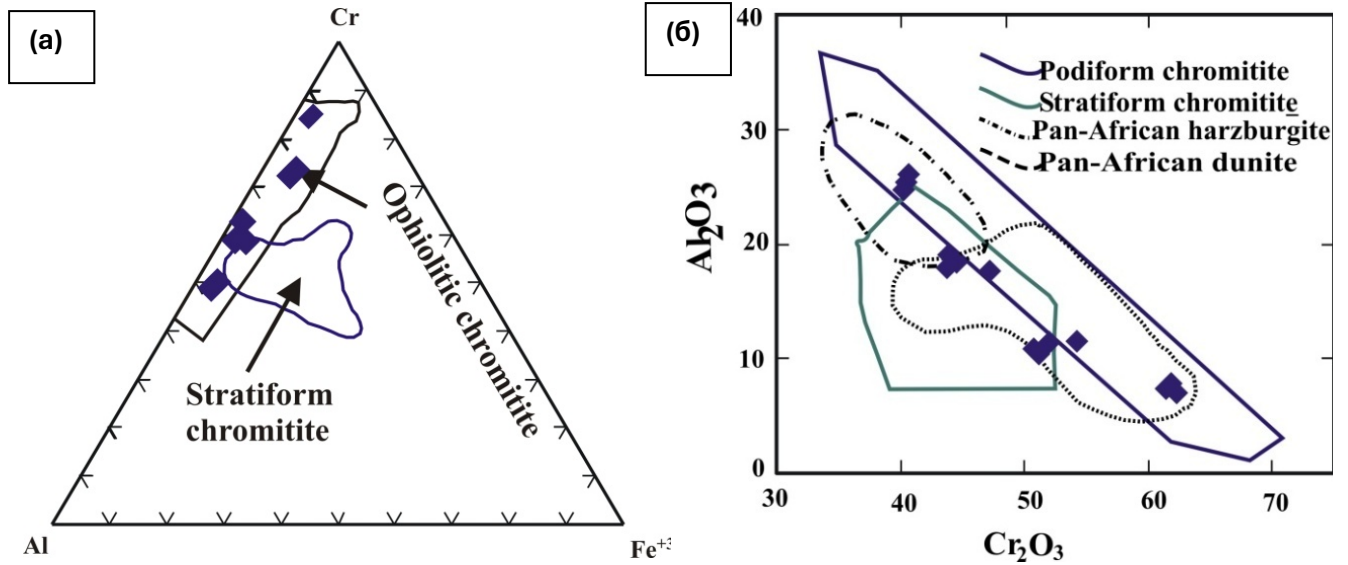 (а)
Cr
Ophiolitic chromitite
Stratiform
chromitite
Al
Fe+3
(б)
40
30
20
10
0
Al2O3
Podiform chromitite
Stratiform chromitite
Pan-African harzburgite
Pan-African dunite
30
40
50
60
70
Cr2O3